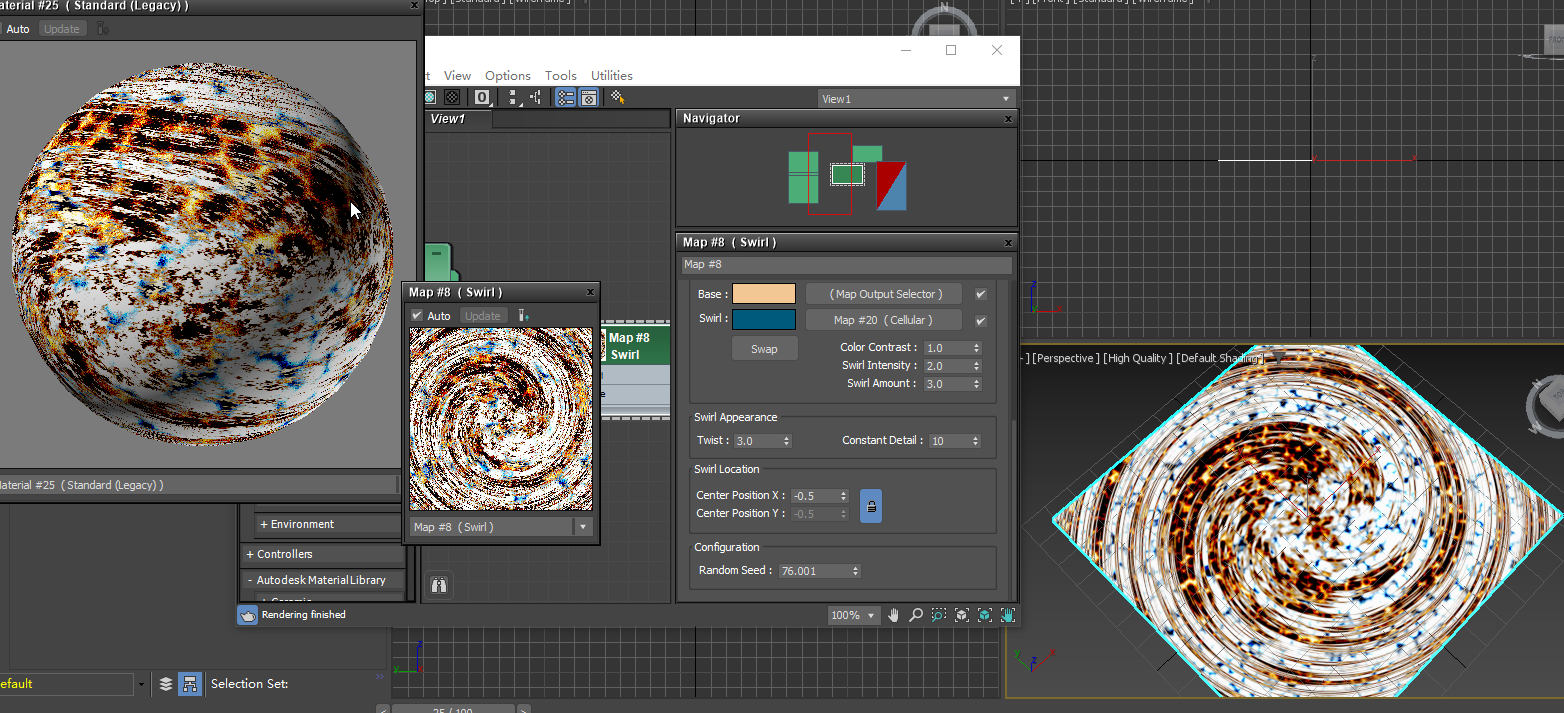 aterial #25 ( Standard (Legacy) )
Auto
Update
View Options Tools Utilities
0
View1
View1
Navigator
Map #8 ( Swirl )
Map #8
Base :
( Map Output Selector )
Swirl :
Map #20 ( Cellular )
Swap
Color Contrast : 1.0
Swirl Intensity : 2.0
Swirl Amount : 3.0
Swirl Appearance
Twist : 3.0
Constant Detail : 10
Swirl Location
Center Position X : -0.5
Center Position Y : -0.5
Configuration
Random Seed : 76.001
100%
Map #8 ( Swirl )
Auto
Update
Map #8 ( Swirl )
Map #8
Swirl
aterial #25 ( Standard (Legacy) )
+ Environment
+ Controllers
- Autodesk Material Library
+ Ceramic
Rendering finished
efault
Selection Set:
25 / 100
] [Perspective ] [High Quality ] [Default Shading]
N
z
y
x